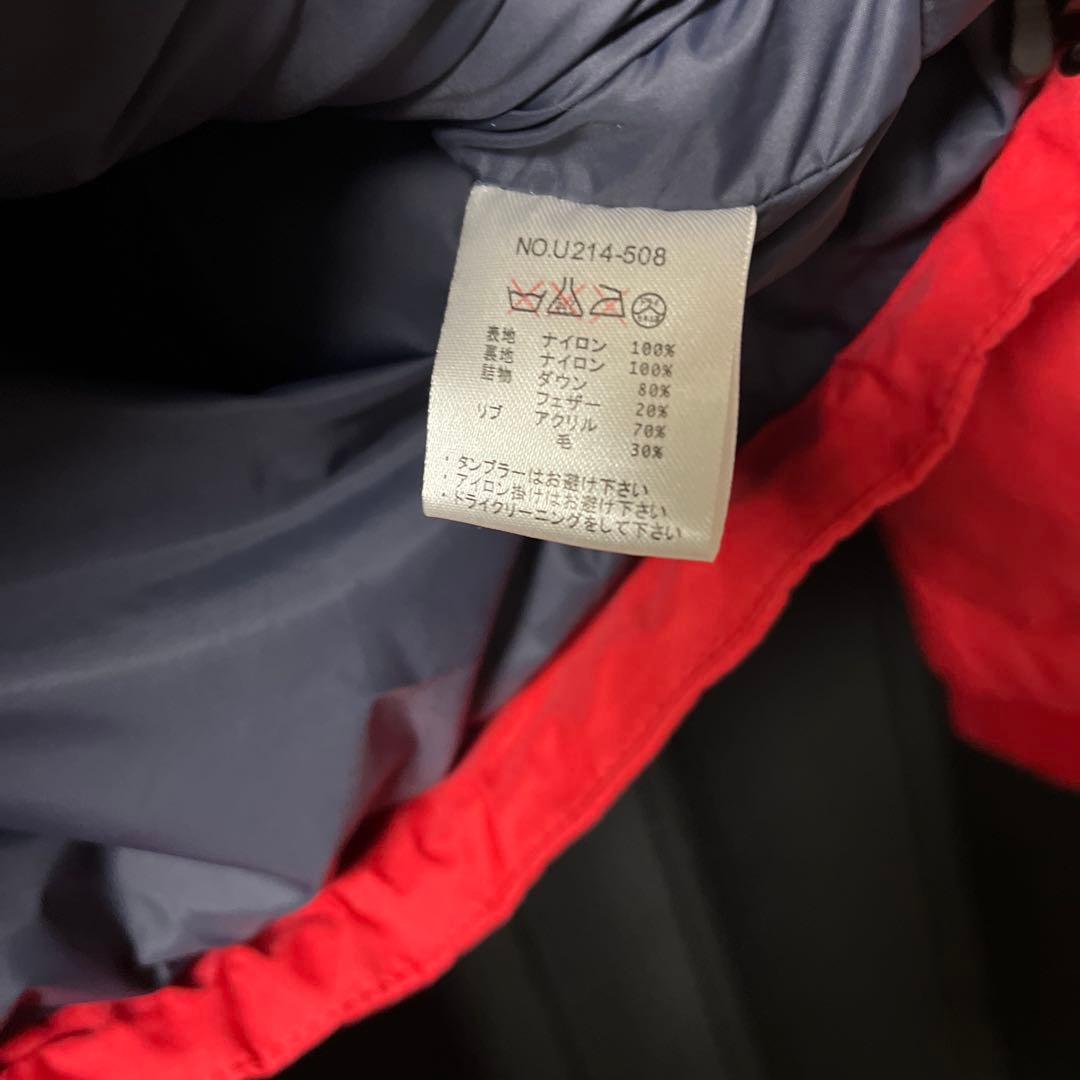 NO.U214-508
表地 ナイロン 100%
裏地 ナイロン 100%
詰物 ダウン 80%
フェザー 20%
リブ アクリル 70%
毛 30%
・タンブラーはお避け下さい
・アイロン掛けはお避け下さい
・ドライクリーニングをして下さい